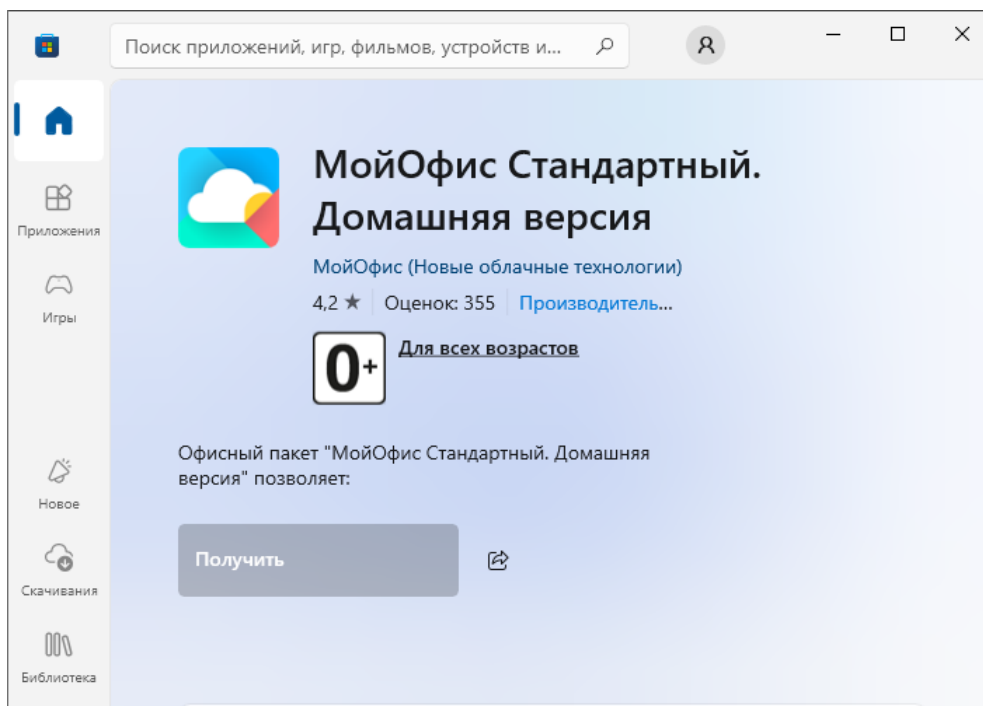 Поиск приложений, игр, фильмов, устройств и...
Приложения
Игры
Новое
Скачивания
Библиотека
МойОфис Стандартный.
Домашняя версия
МойОфис (Новые облачные технологии)
4,2 ★ Оценок: 355 Производитель...
0+ Для всех возрастов
Офисный пакет "МойОфис Стандартный. Домашняя
версия" позволяет:
Получить